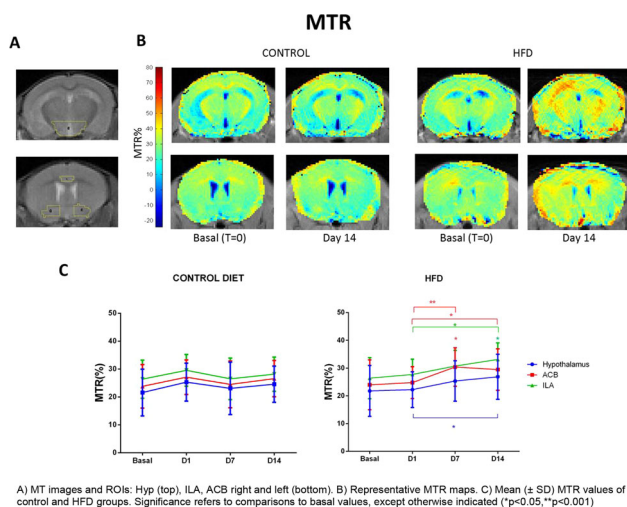 MTR
A
B
CONTROL
HFD
80
70
60
50
40
30
20
10
0
-10
-20
MTR%
Basal (T=0)
Day 14
Basal (T=0)
Day 14
C
CONTROL DIET
HFD
50
40
30
20
10
0
MTR(%)
Basal
D1
D7
D14
50
40
30
20
10
0
MTR(%)
**
*
*
*
*
*
Basal
D1
D7
D14
Hypothalamus
ACB
ILA
A) MT images and ROIs: Hyp (top), ILA, ACB right and left (bottom). B) Representative MTR maps. C) Mean (± SD) MTR values of
control and HFD groups. Significance refers to comparisons to basal values, except otherwise indicated (*p<0.05,**p<0.001)